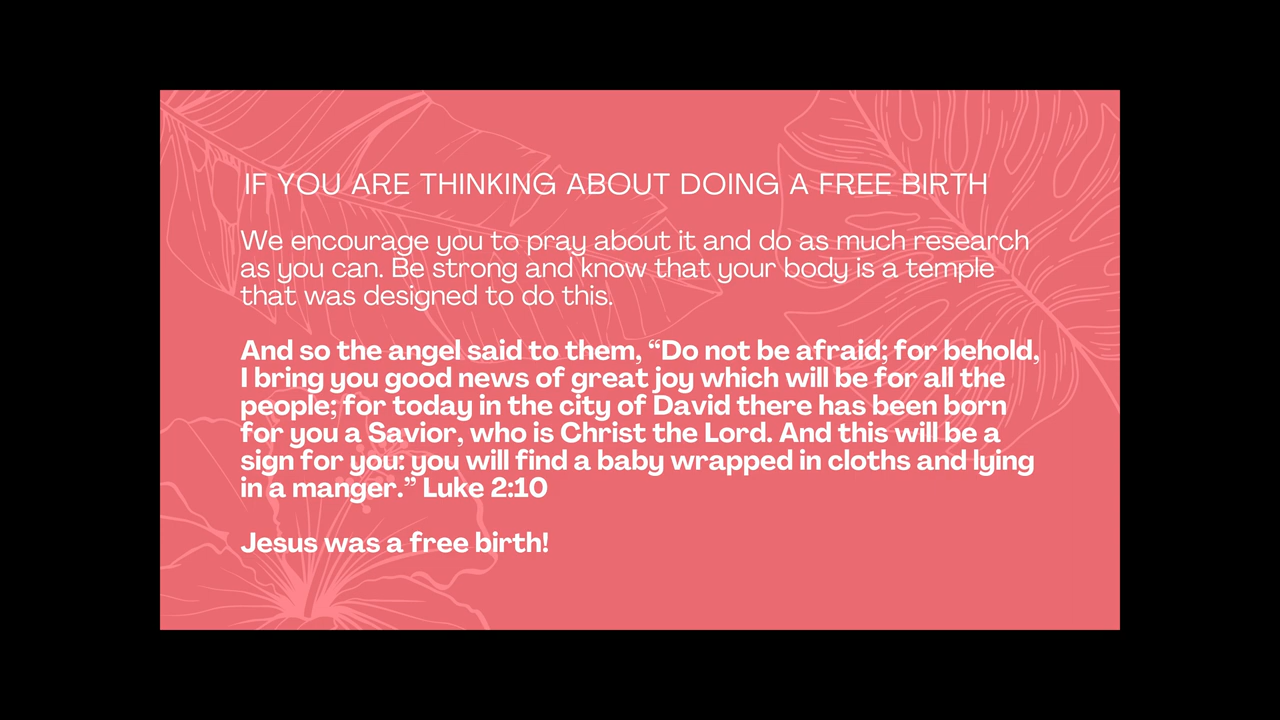 IF YOU ARE THINKING ABOUT DOING A FREE BIRTH
We encourage you to pray about it and do as much research
as you can. Be strong and know that your body is a temple
that was designed to do this.
And so the angel said to them, “Do not be afraid; for behold,
I bring you good news of great joy which will be for all the
people; for today in the city of David there has been born
for you a Savior, who is Christ the Lord. And this will be a
sign for you: you will find a baby wrapped in cloths and lying
in a manger.” Luke 2:10
Jesus was a free birth!